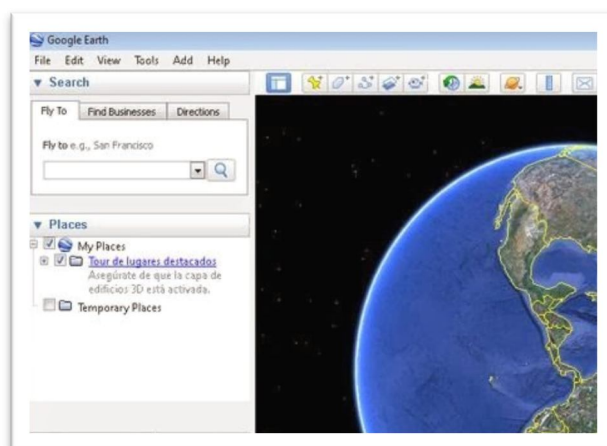 Google Earth
File Edit View Tools Add Help
Search
Fly To Find Businesses Directions
Fly to e.g., San Francisco
Places
My Places
Tour de lugares destacados
Asegúrate de que la capa de
edificios 3D está activada.
Temporary Places